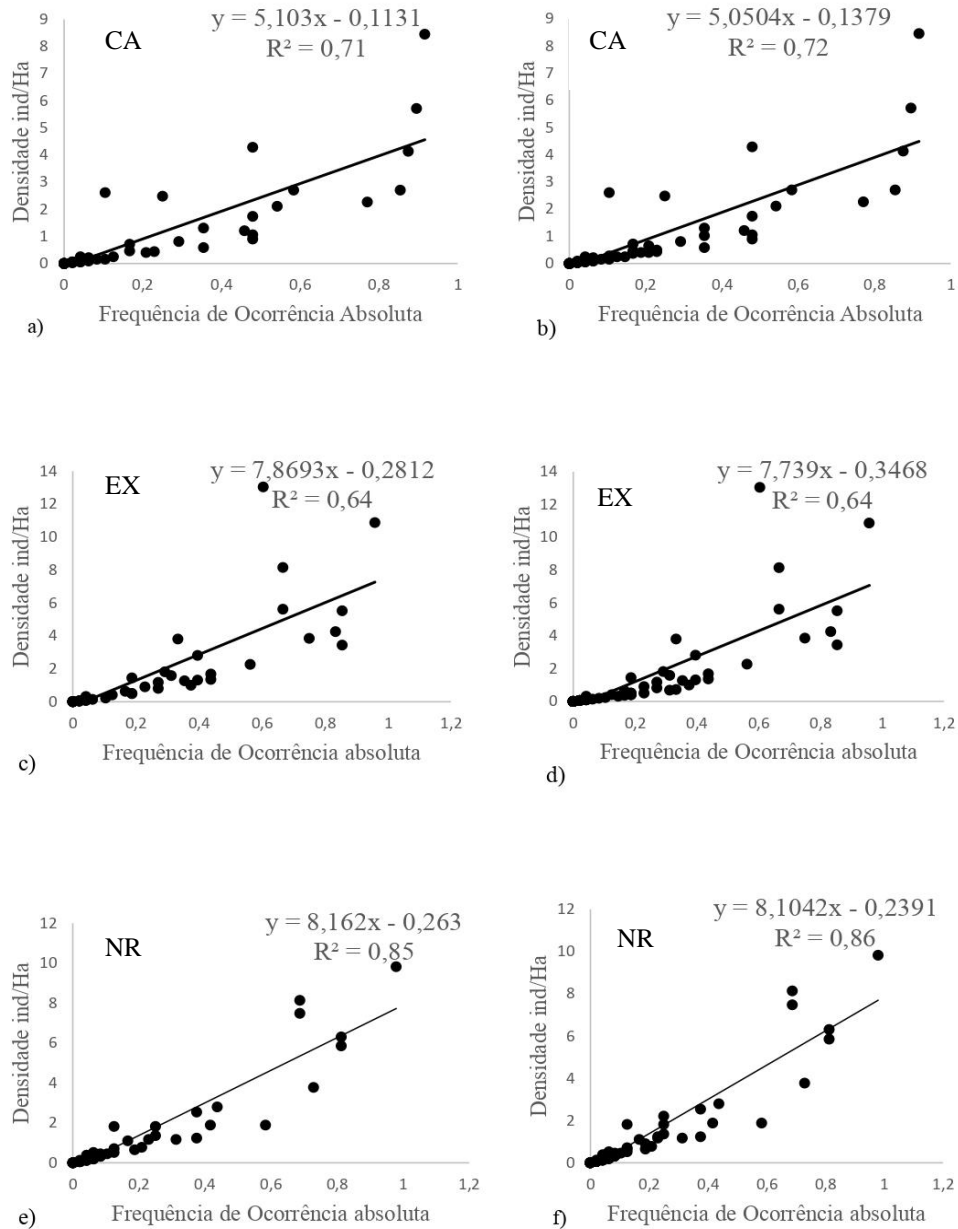 y = 5,103x - 0,1131
R² = 0,71
CA
Densidade ind/Ha
9
8
7
6
5
4
3
2
1
0
0 0,2 0,4 0,6 0,8 1
Frequência de Ocorrência Absoluta
a)
y = 5,0504x - 0,1379
R² = 0,72
CA
Densidade ind/Ha
9
8
7
6
5
4
3
2
1
0
0 0,2 0,4 0,6 0,8 1
Frequência de Ocorrência Absoluta
b)
y = 7,8693x - 0,2812
R² = 0,64
EX
Densidade ind/Ha
14
12
10
8
6
4
2
0
0 0,2 0,4 0,6 0,8 1 1,2
Frequência de Ocorrência absoluta
c)
y = 7,739x - 0,3468
R² = 0,64
EX
Densidade ind/Ha
14
12
10
8
6
4
2
0
0 0,2 0,4 0,6 0,8 1 1,2
Frequência de Ocorrência absoluta
d)
y = 8,162x - 0,263
R² = 0,85
NR
Densidade ind/Ha
12
10
8
6
4
2
0
0 0,2 0,4 0,6 0,8 1 1,2
Frequência de Ocorrência absoluta
e)
y = 8,1042x - 0,2391
R² = 0,86
NR
Densidade ind/Ha
12
10
8
6
4
2
0
0 0,2 0,4 0,6 0,8 1 1,2
Frequência de Ocorrência absoluta
f)